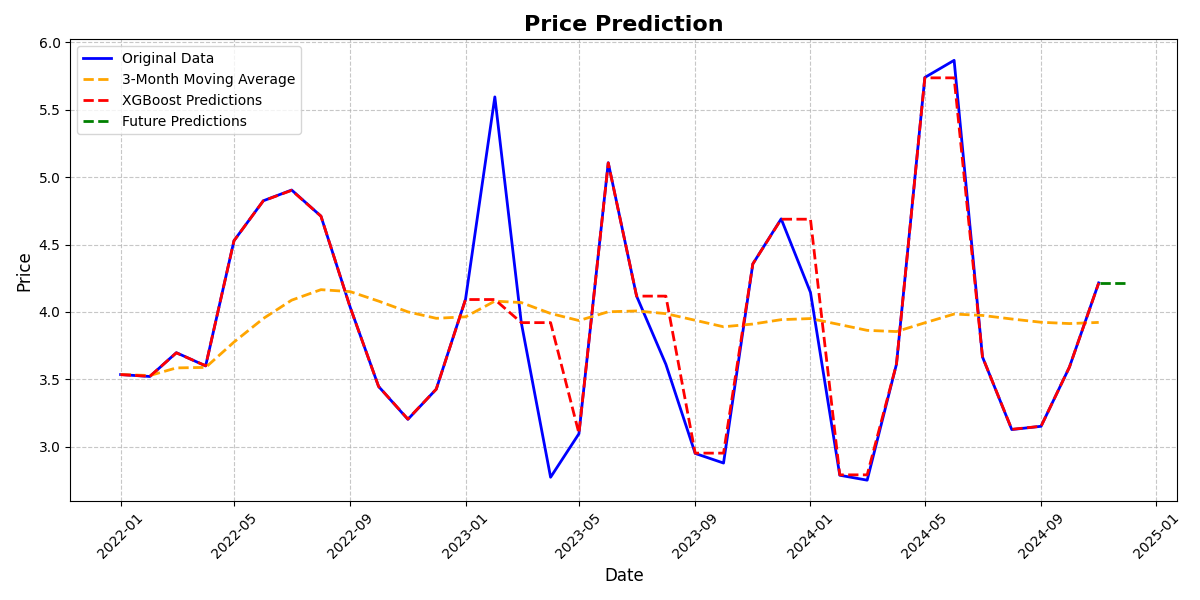 Price Prediction
Original Data
3-Month Moving Average
XGBoost Predictions
Future Predictions
Price
6.0
5.5
5.0
4.5
4.0
3.5
3.0
2022-01
2022-05
2022-09
2023-01
2023-05
2023-09
2024-01
2024-05
2024-09
2025-01
Date